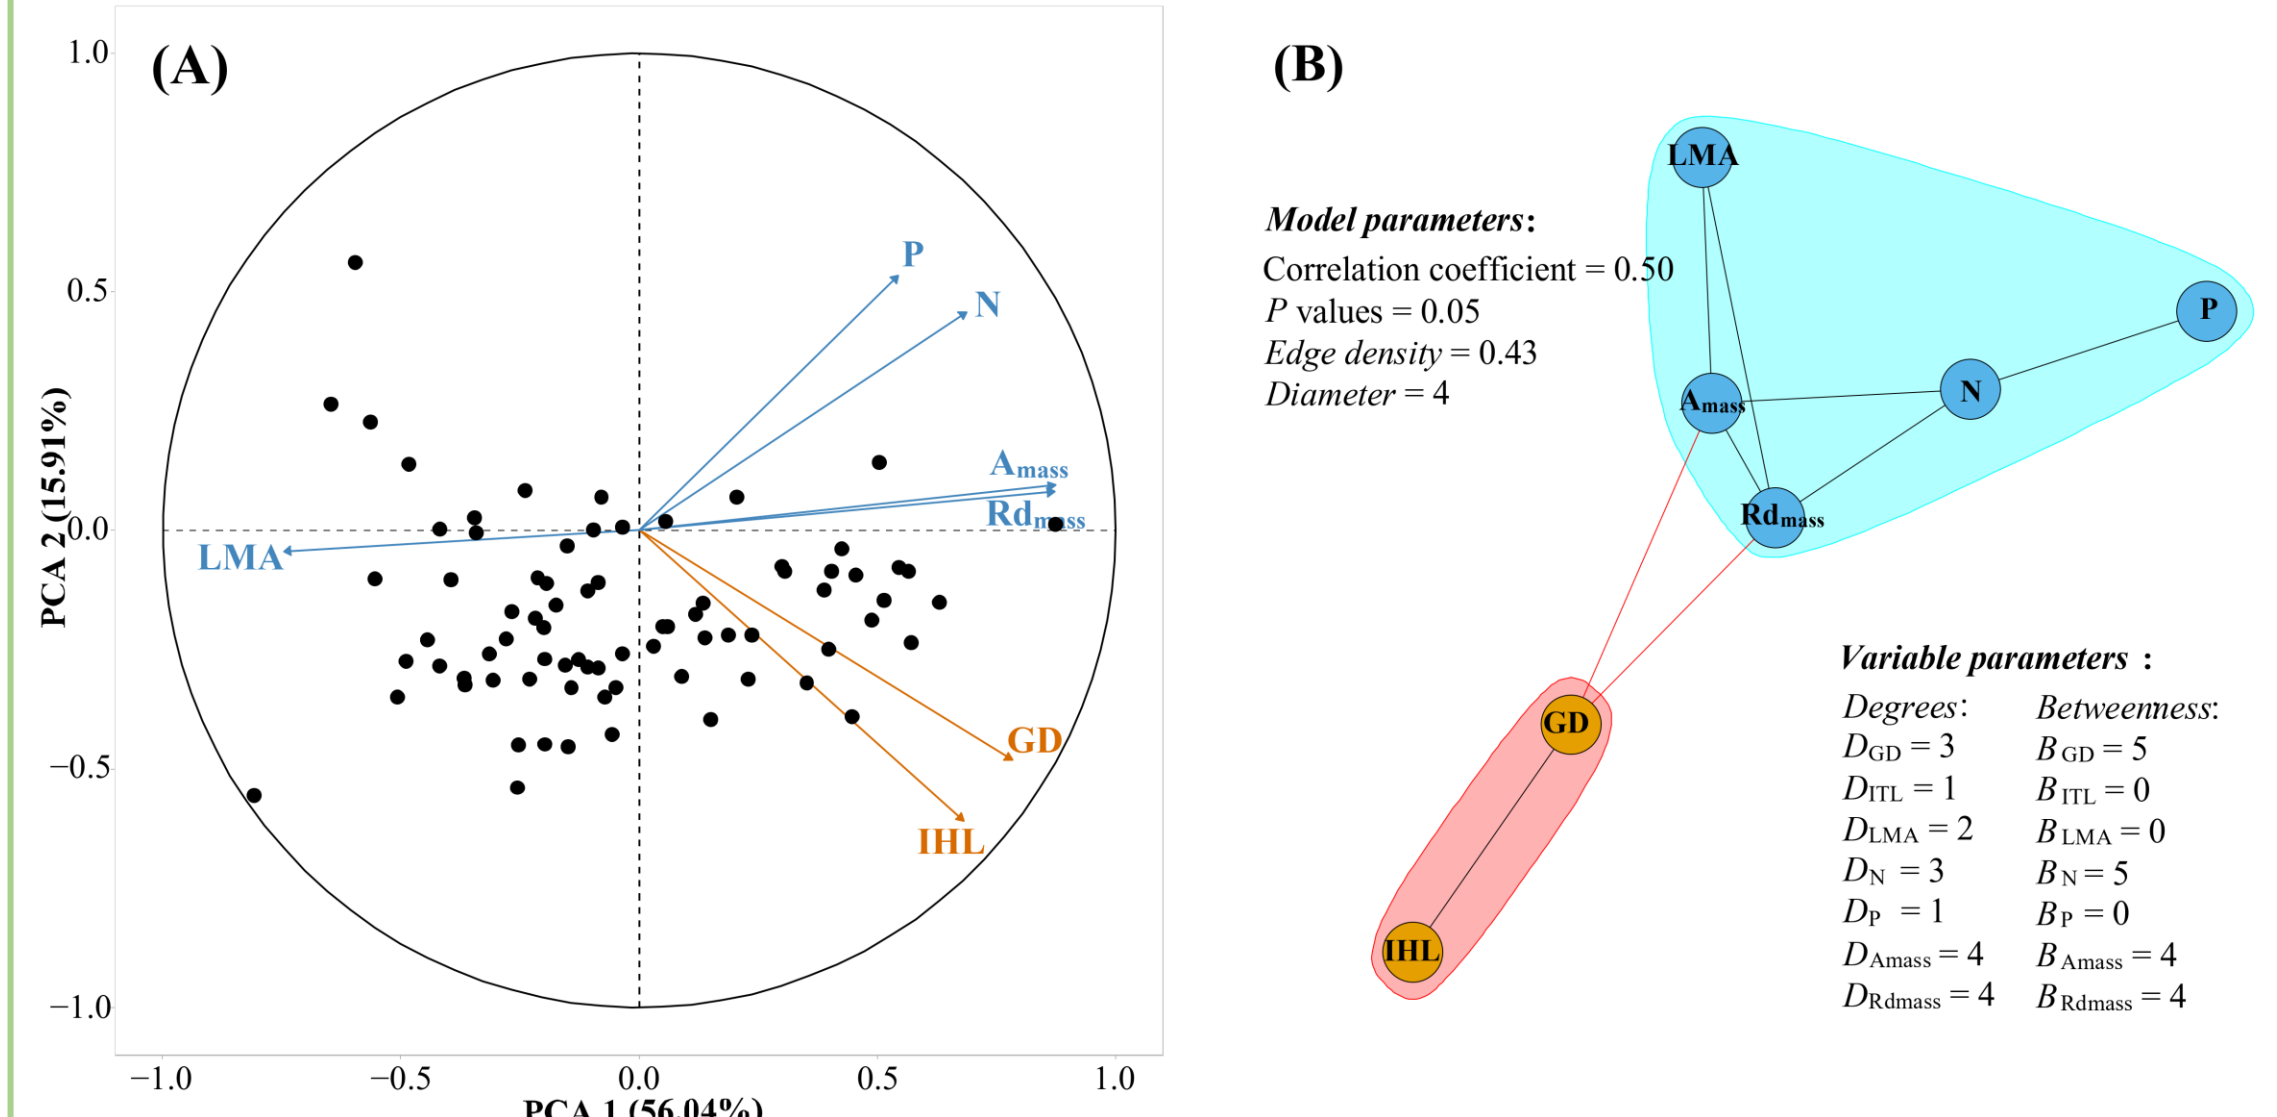 (A)
1.0
0.5
0.0
−0.5
−1.0
PCA 2 (15.91%)
P
N
Amass
Rdmass
LMA
GD
IHL
−1.0
−0.5
0.0
0.5
1.0
PCA 1 (56.04%)
(B)
LMA
P
N
Amass
Rdmass
GD
IHL
Model parameters:
Correlation coefficient = 0.50
P values = 0.05
Edge density = 0.43
Diameter = 4
Variable parameters :
Degrees: Betweenness:
DGD = 3 BGD = 5
DITL = 1 BITL = 0
DLMA = 2 BLMA = 0
DN = 3 BN = 5
DP = 1 BP = 0
DAmass = 4 BAmass = 4
DRdmass = 4 BRdmass = 4